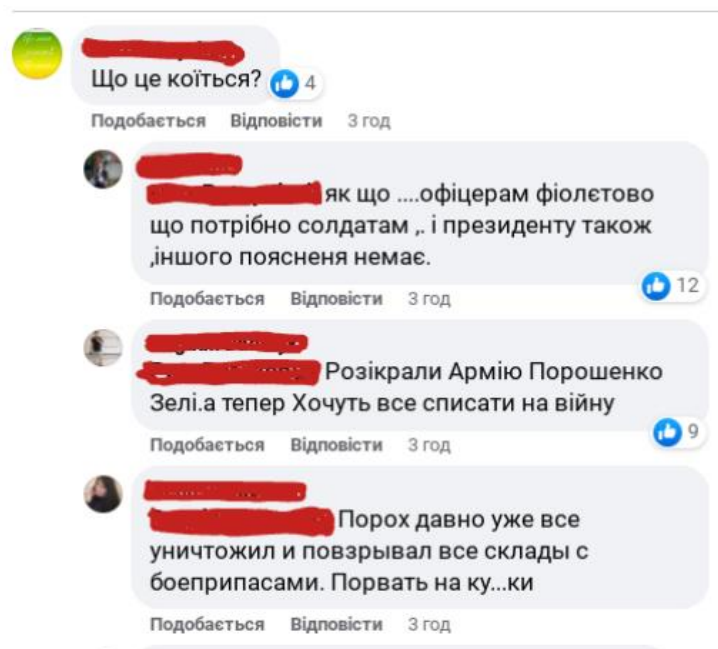 Що це коїться? 4
Подобається Відповісти 3 год
як що ....офіцерам фіолєтово
що потрібно солдатам ,. і президенту також
,іншого поясненя немає.
12
Подобається Відповісти 3 год
Розікрали Армію Порошенко
Зелі.а тепер Хочуть все списати на війну
9
Подобається Відповісти 3 год
Порох давно уже все
уничтожил и повзрывал все склады с
боеприпасами. Порвать на ку...ки
Подобається Відповісти 3 год